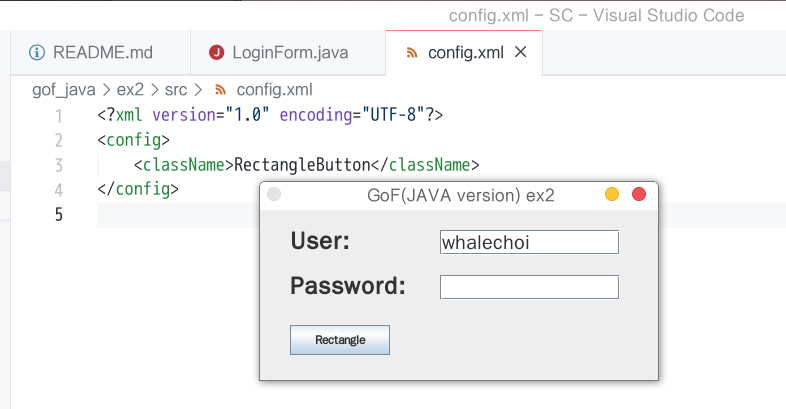 config.xml - SC - Visual Studio Code
README.md
J LoginForm.java
config.xml
gof_java > ex2 > src > config.xml
1 <?xml version="1.0" encoding="UTF-8"?>
2 <config>
3 <className>RectangleButton</className>
4 </config>
5
GoF(JAVA version) ex2
User: whalechoi
Password:
Rectangle